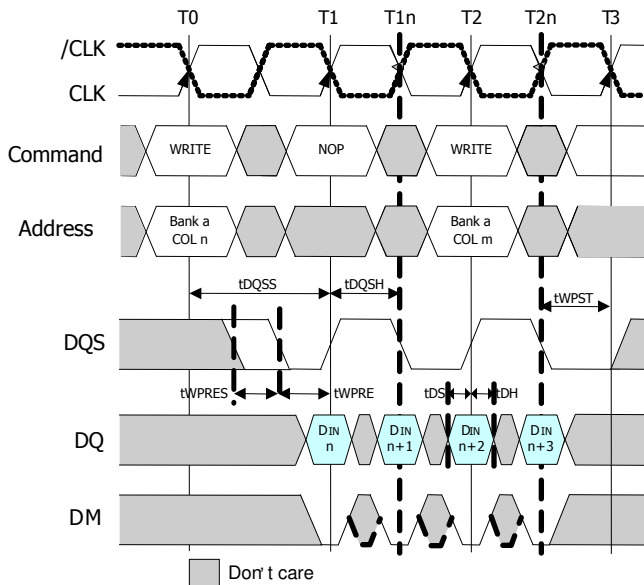 T0 T1 T1n T2 T2n T3
/CLK
CLK
Command WRITE NOP WRITE
Address Bank a COL n Bank a COL m
tDQSS tDQSH tWPST
DQS
tWPRES tWPRE tDS tDH
DQ DIN n DIN n+1 DIN n+2 DIN n+3
DM
Don't care